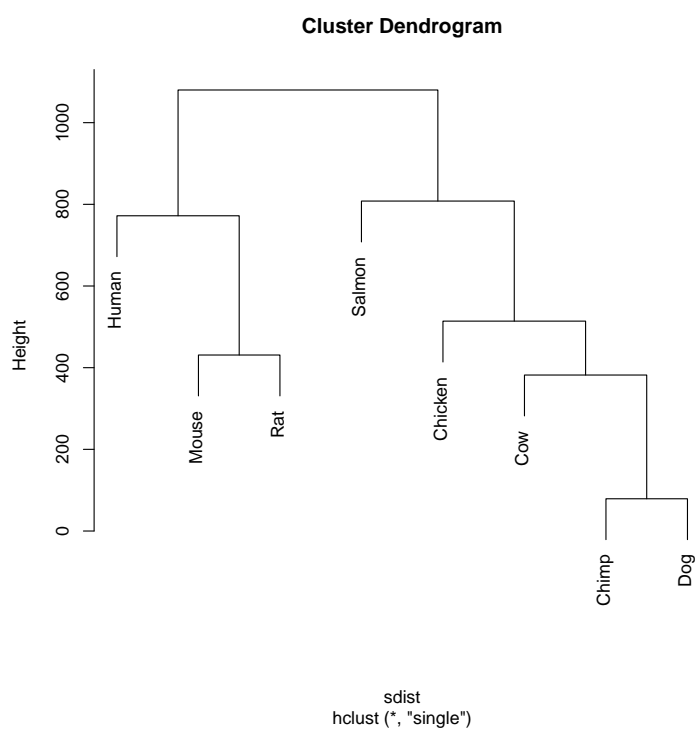 Cluster Dendrogram
Height
1000
800
600
400
200
0
Human
Mouse
Rat
Salmon
Chicken
Cow
Chimp
Dog
sdist
hclust (*, "single")